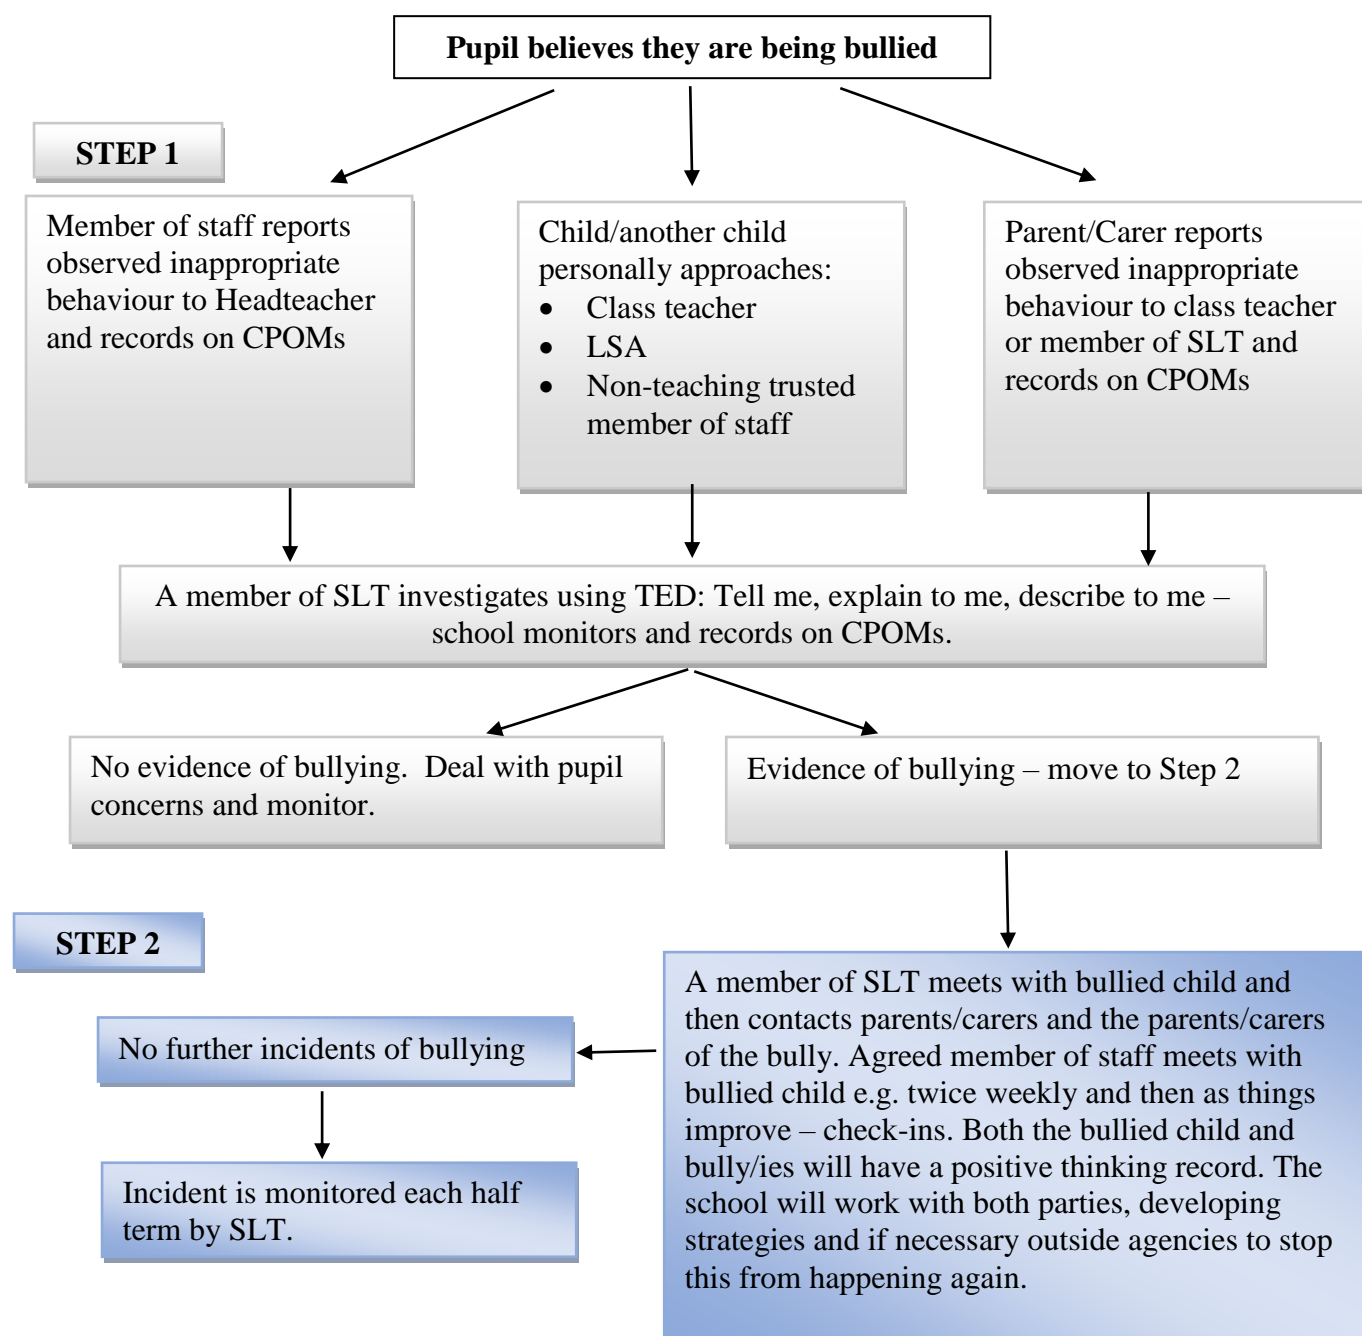 Pupil believes they are being bullied
STEP 1
Member of staff reports
observed inappropriate
behaviour to Headteacher
and records on CPOMs
Child/another child
personally approaches:
• Class teacher
• LSA
• Non-teaching trusted
member of staff
Parent/Carer reports
observed inappropriate
behaviour to class teacher
or member of SLT and
records on CPOMs
A member of SLT investigates using TED: Tell me, explain to me, describe to me –
school monitors and records on CPOMs.
No evidence of bullying.  Deal with pupil
concerns and monitor.
Evidence of bullying – move to Step 2
STEP 2
A member of SLT meets with bullied child and
then contacts parents/carers and the parents/carers
of the bully. Agreed member of staff meets with
bullied child e.g. twice weekly and then as things
improve – check-ins. Both the bullied child and
bully/ies will have a positive thinking record. The
school will work with both parties, developing
strategies and if necessary outside agencies to stop
this from happening again.
No further incidents of bullying
Incident is monitored each half
term by SLT.